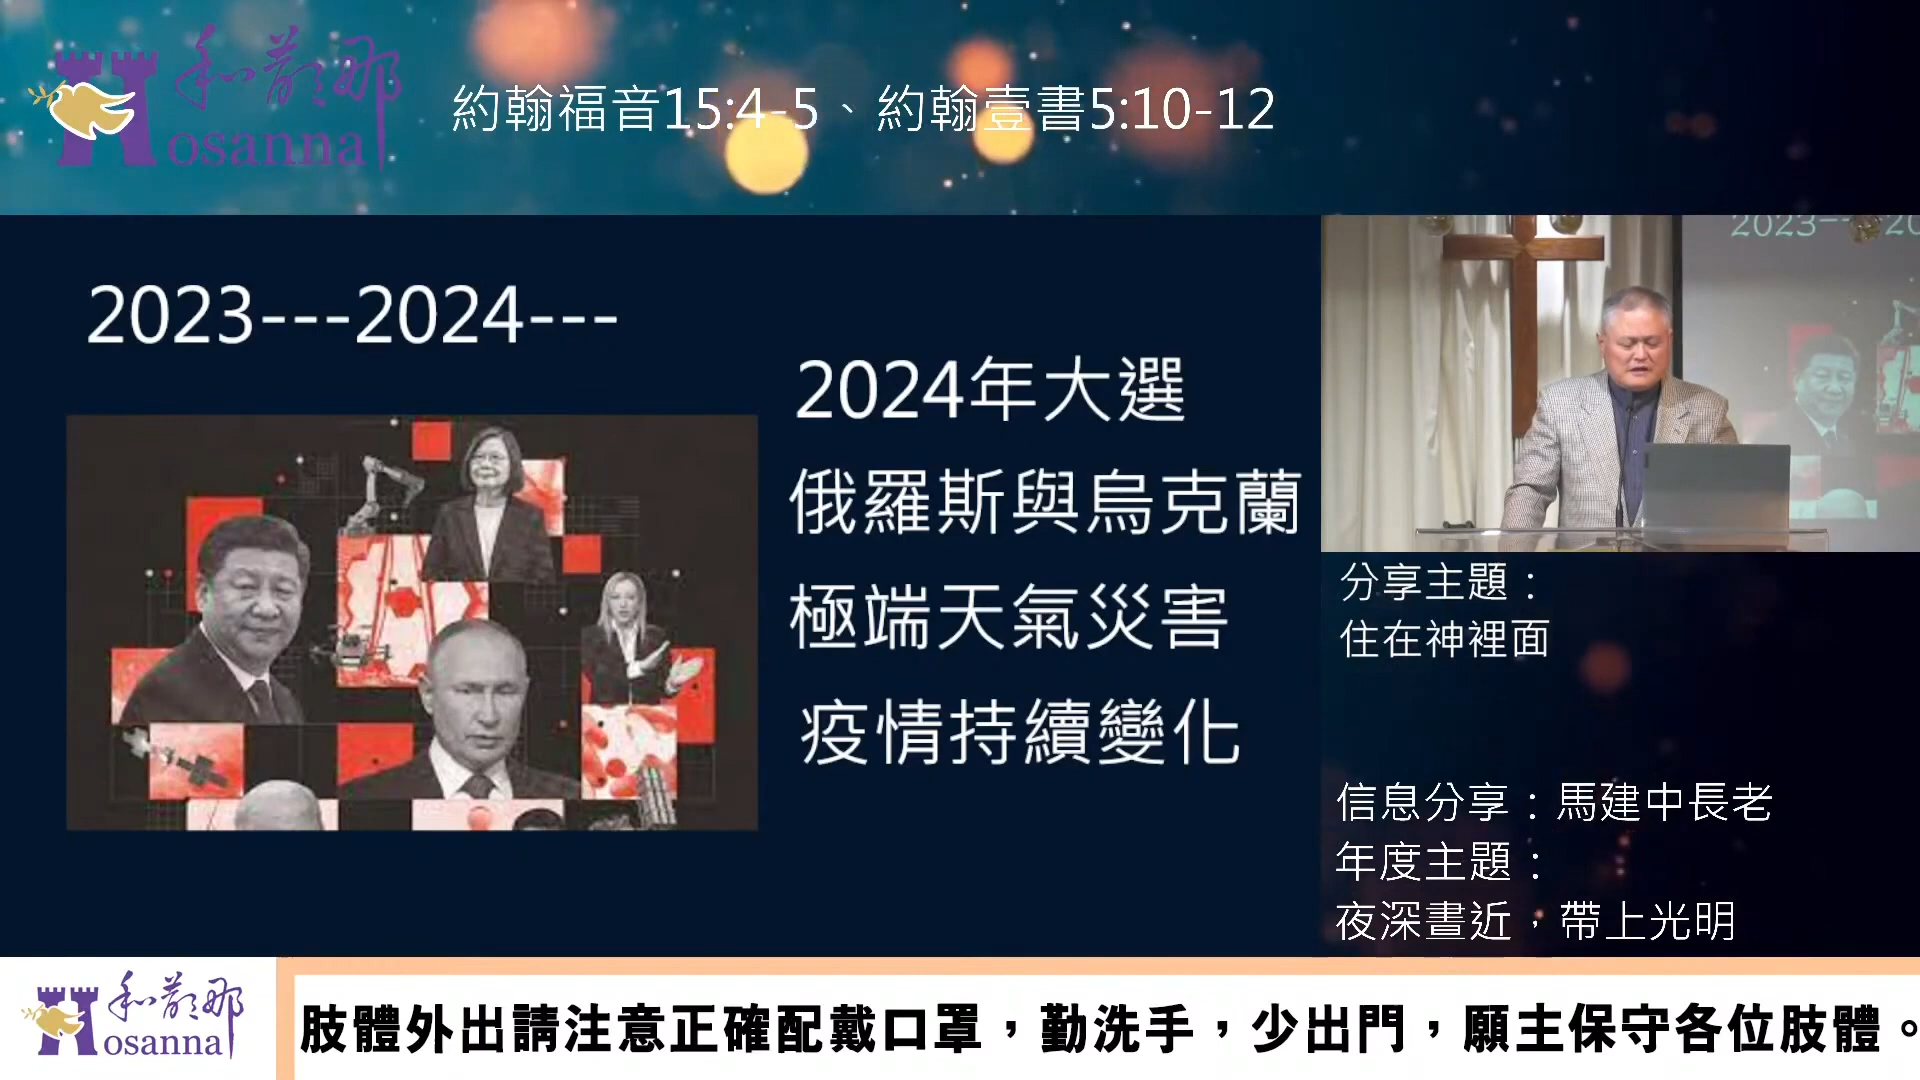 和散那
Hosanna
約翰福音15:4-5、約翰壹書5:10-12
2023---2024---
2024年大選
俄羅斯與烏克蘭
極端天氣災害
疫情持續變化
2023---20
分享主題：
住在神裡面
信息分享：馬建中長老
年度主題：
夜深晝近，帶上光明
和散那
Hosanna
肢體外出請注意正確配戴口罩，勤洗手，少出門，願主保守各位肢體。